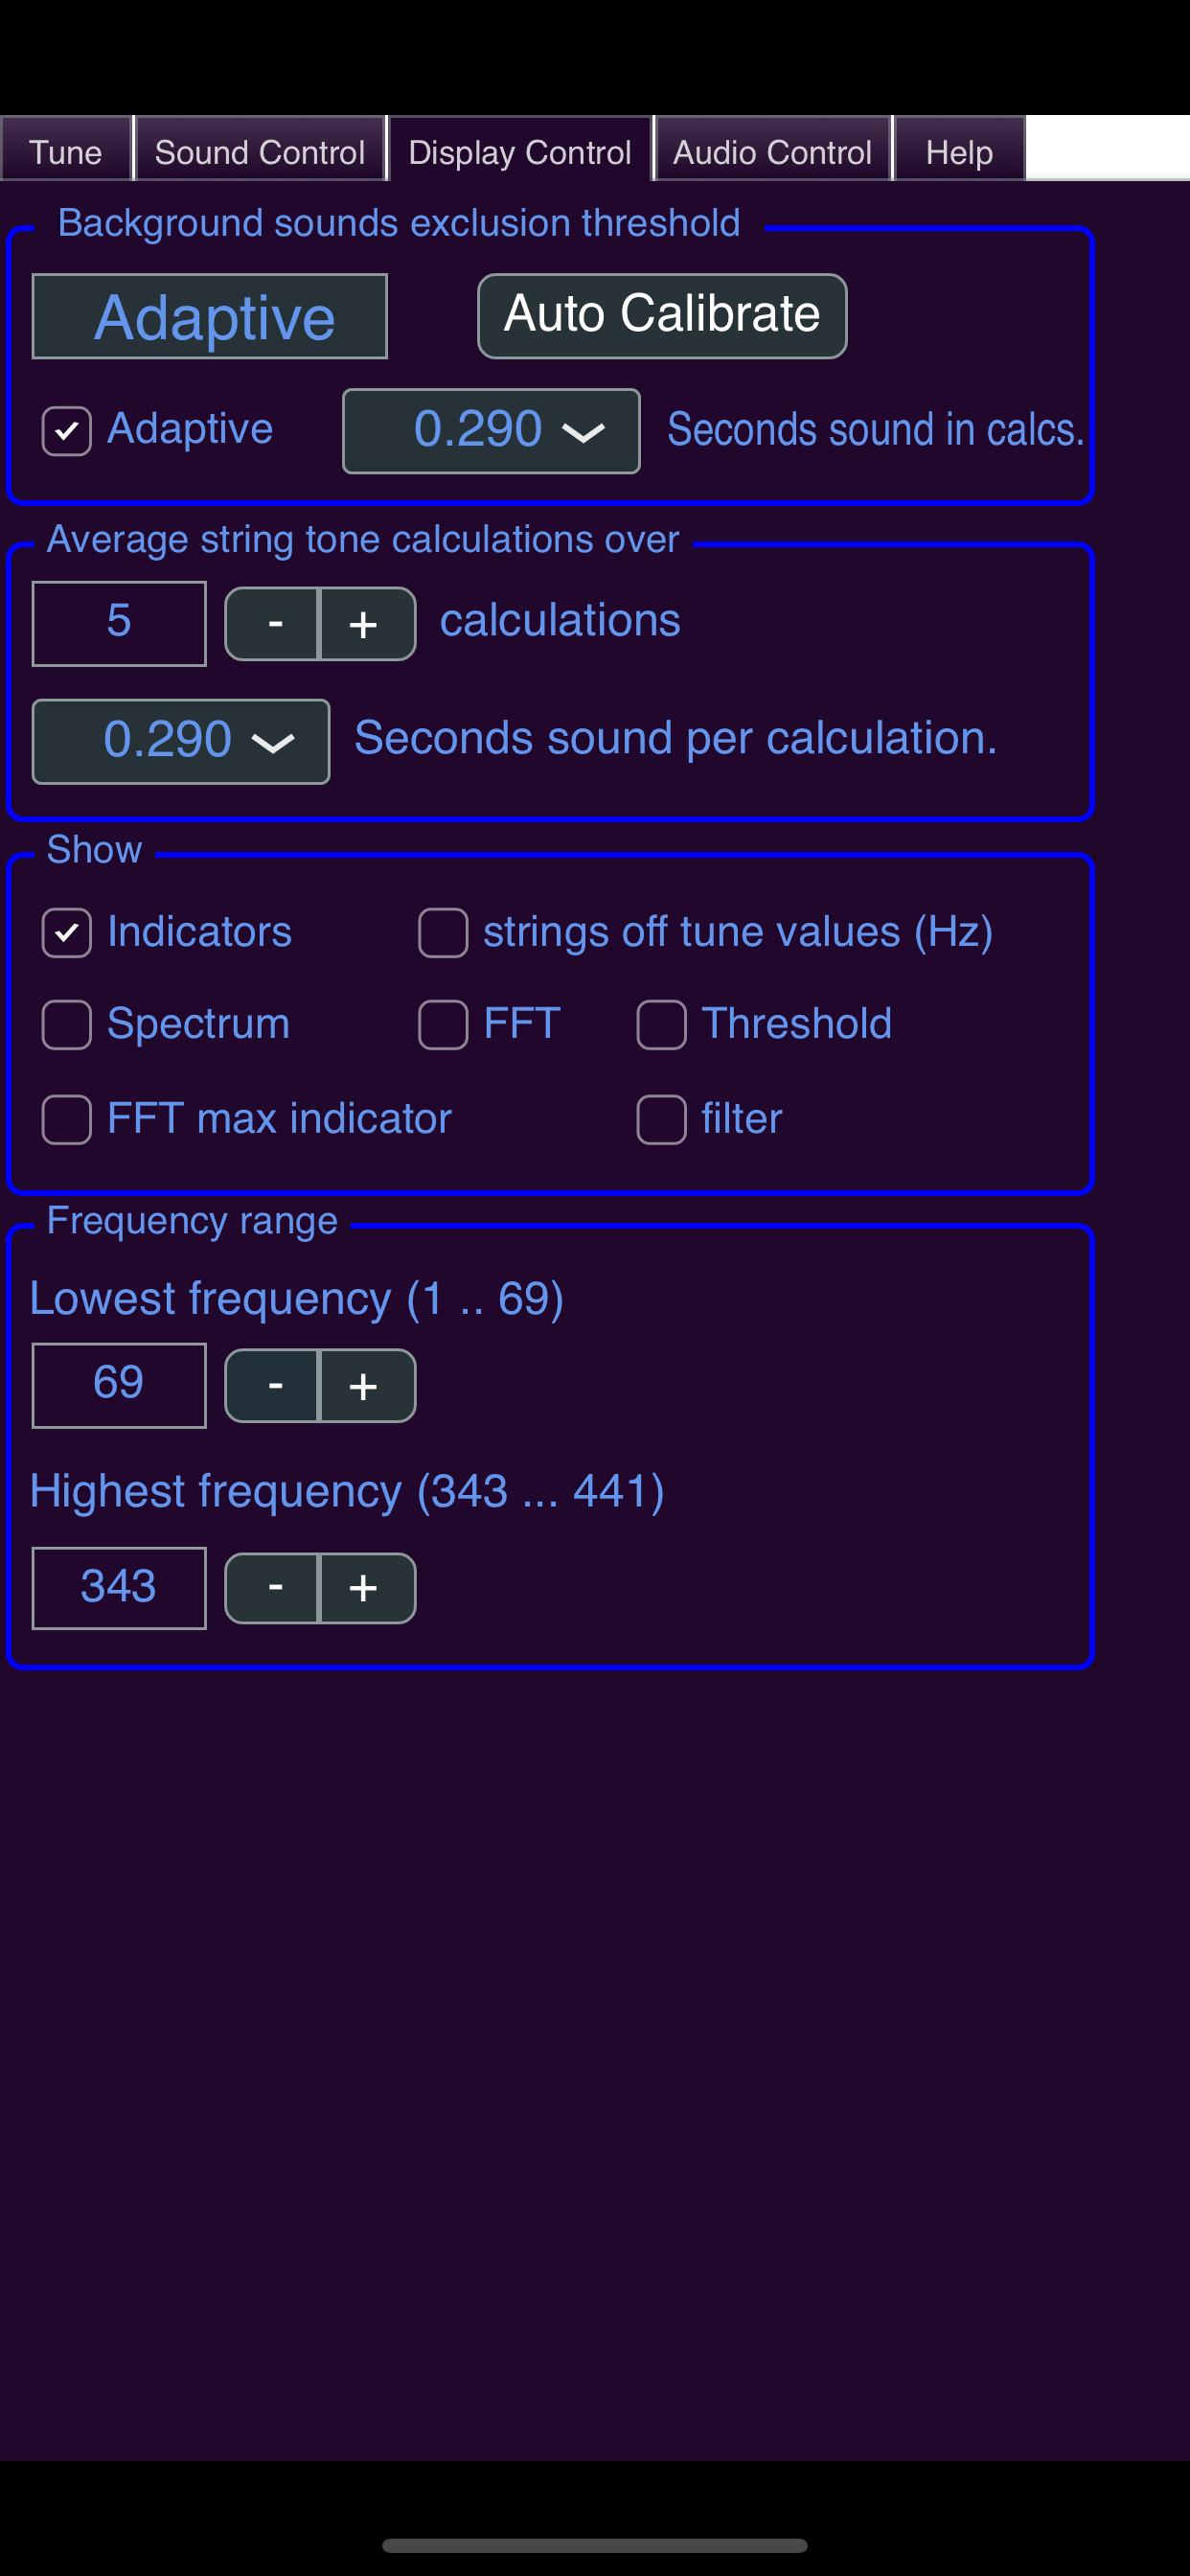 Tune Sound Control Display Control Audio Control Help
Background sounds exclusion threshold
Adaptive Auto Calibrate
Adaptive 0.290 Seconds sound in calcs.
Average string tone calculations over
5 - + calculations
0.290 Seconds sound per calculation.
Show
Indicators strings off tune values (Hz)
Spectrum FFT Threshold
FFT max indicator filter
Frequency range
Lowest frequency (1 .. 69)
69 - +
Highest frequency (343 ... 441)
343 - +